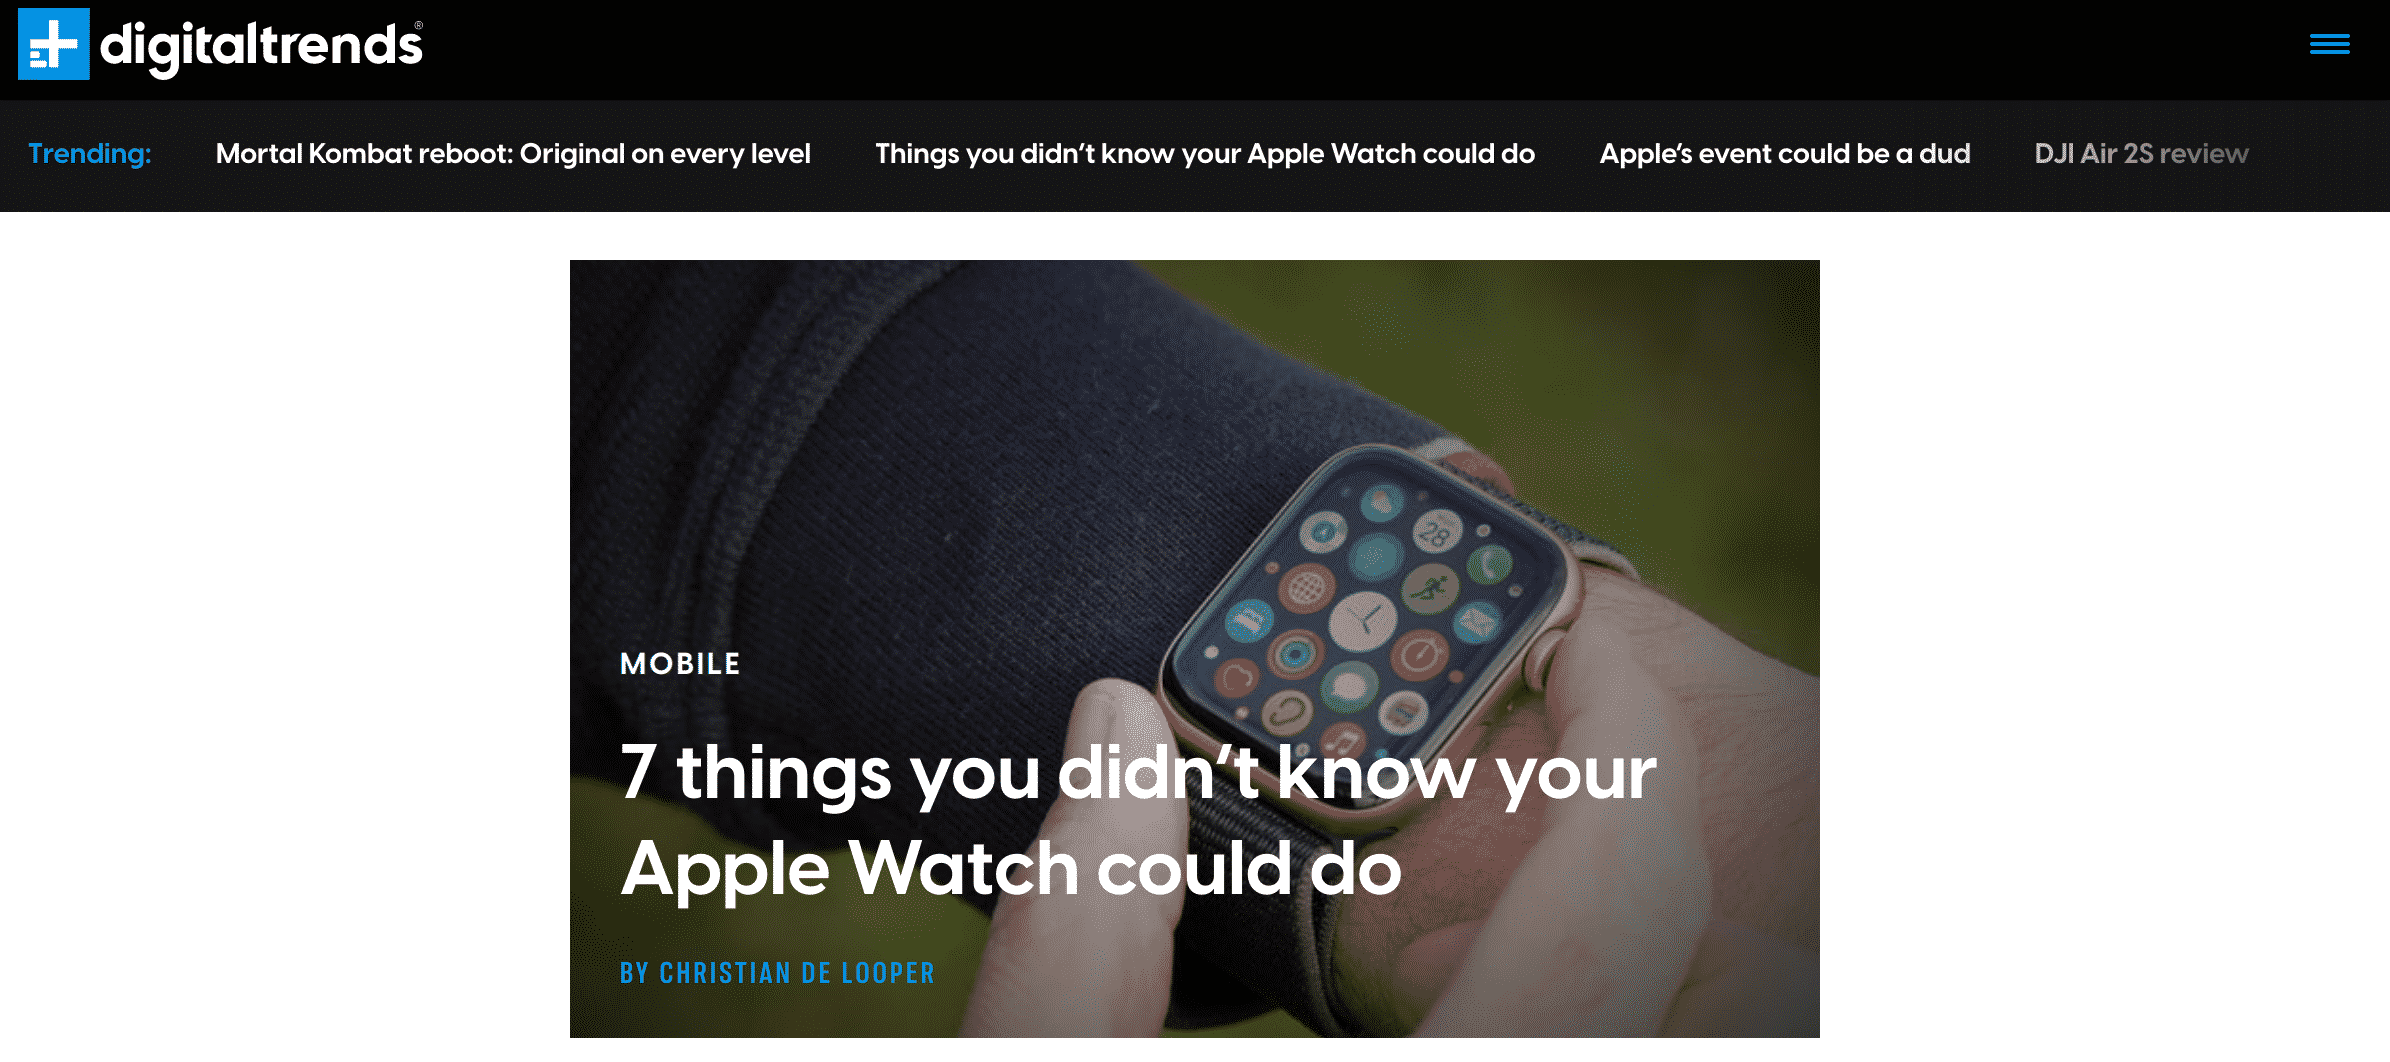 digitaltrends®
Trending: Mortal Kombat reboot: Original on every level Things you didn’t know your Apple Watch could do Apple’s event could be a dud DJI Air 2S review
28
MOBILE
7 things you didn’t know your
Apple Watch could do
BY CHRISTIAN DE LOOPER